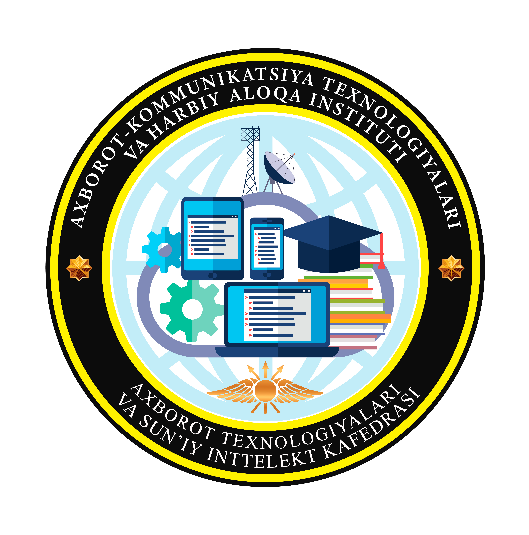 AXBOROT-KOMMUNIKATSIYA TEXNOLOGIYALARI
VA HARBIY ALOQA INSTITUTI
AXBOROT TEXNOLOGIYALARI
VA SUN'IY INTTELEKT KAFEDRASI